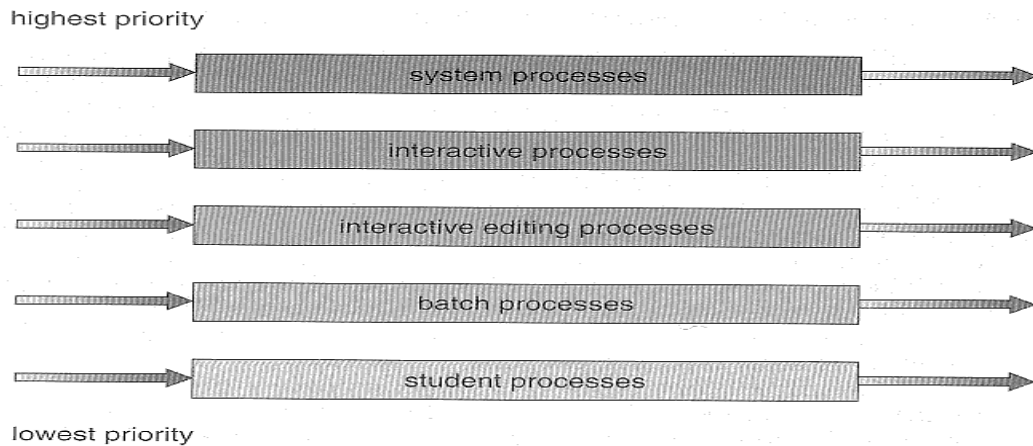 highest priority
system processes
interactive processes
interactive editing processes
batch processes
student processes
lowest priority